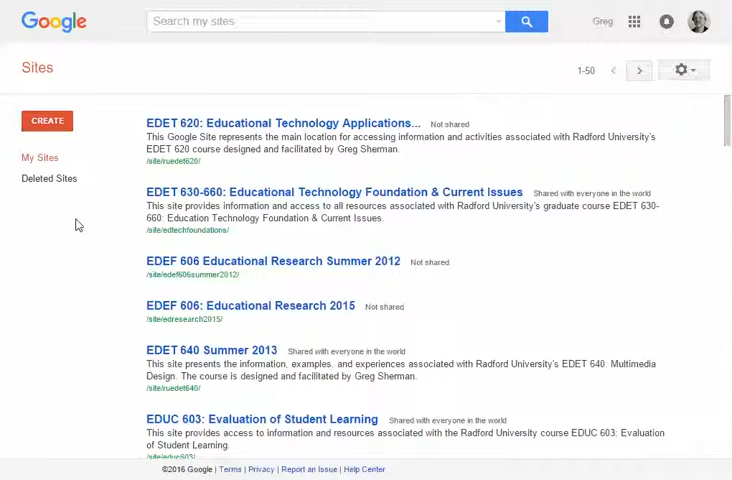 Google
Search my sites
Greg
Sites
1-50
CREATE
My Sites
Deleted Sites
EDET 620: Educational Technology Applications... Not shared
This Google Site represents the main location for accessing information and activities associated with Radford University's
EDET 620 course designed and facilitated by Greg Sherman.
/site/ruedet620/
EDET 630-660: Educational Technology Foundation & Current Issues Shared with everyone in the world
This site provides information and access to all resources associated with Radford University's graduate course EDET 630-
660: Education Technology Foundation & Current Issues.
/site/edtechfoundations/
EDEF 606 Educational Research Summer 2012 Not shared
/site/edef606summer2012/
EDEF 606: Educational Research 2015 Not shared
/site/edresearch2015/
EDET 640 Summer 2013 Shared with everyone in the world
This site presents the information, examples, and experiences associated with Radford University's EDET 640: Multimedia
Design. The course is designed and facilitated by Greg Sherman.
/site/ruedet640/
EDUC 603: Evaluation of Student Learning Shared with everyone in the world
This site provides access to information and resources associated with the Radford University course EDUC 603: Evaluation
of Student Learning.
/site/educ603/
©2016 Google | Terms | Privacy | Report an Issue | Help Center